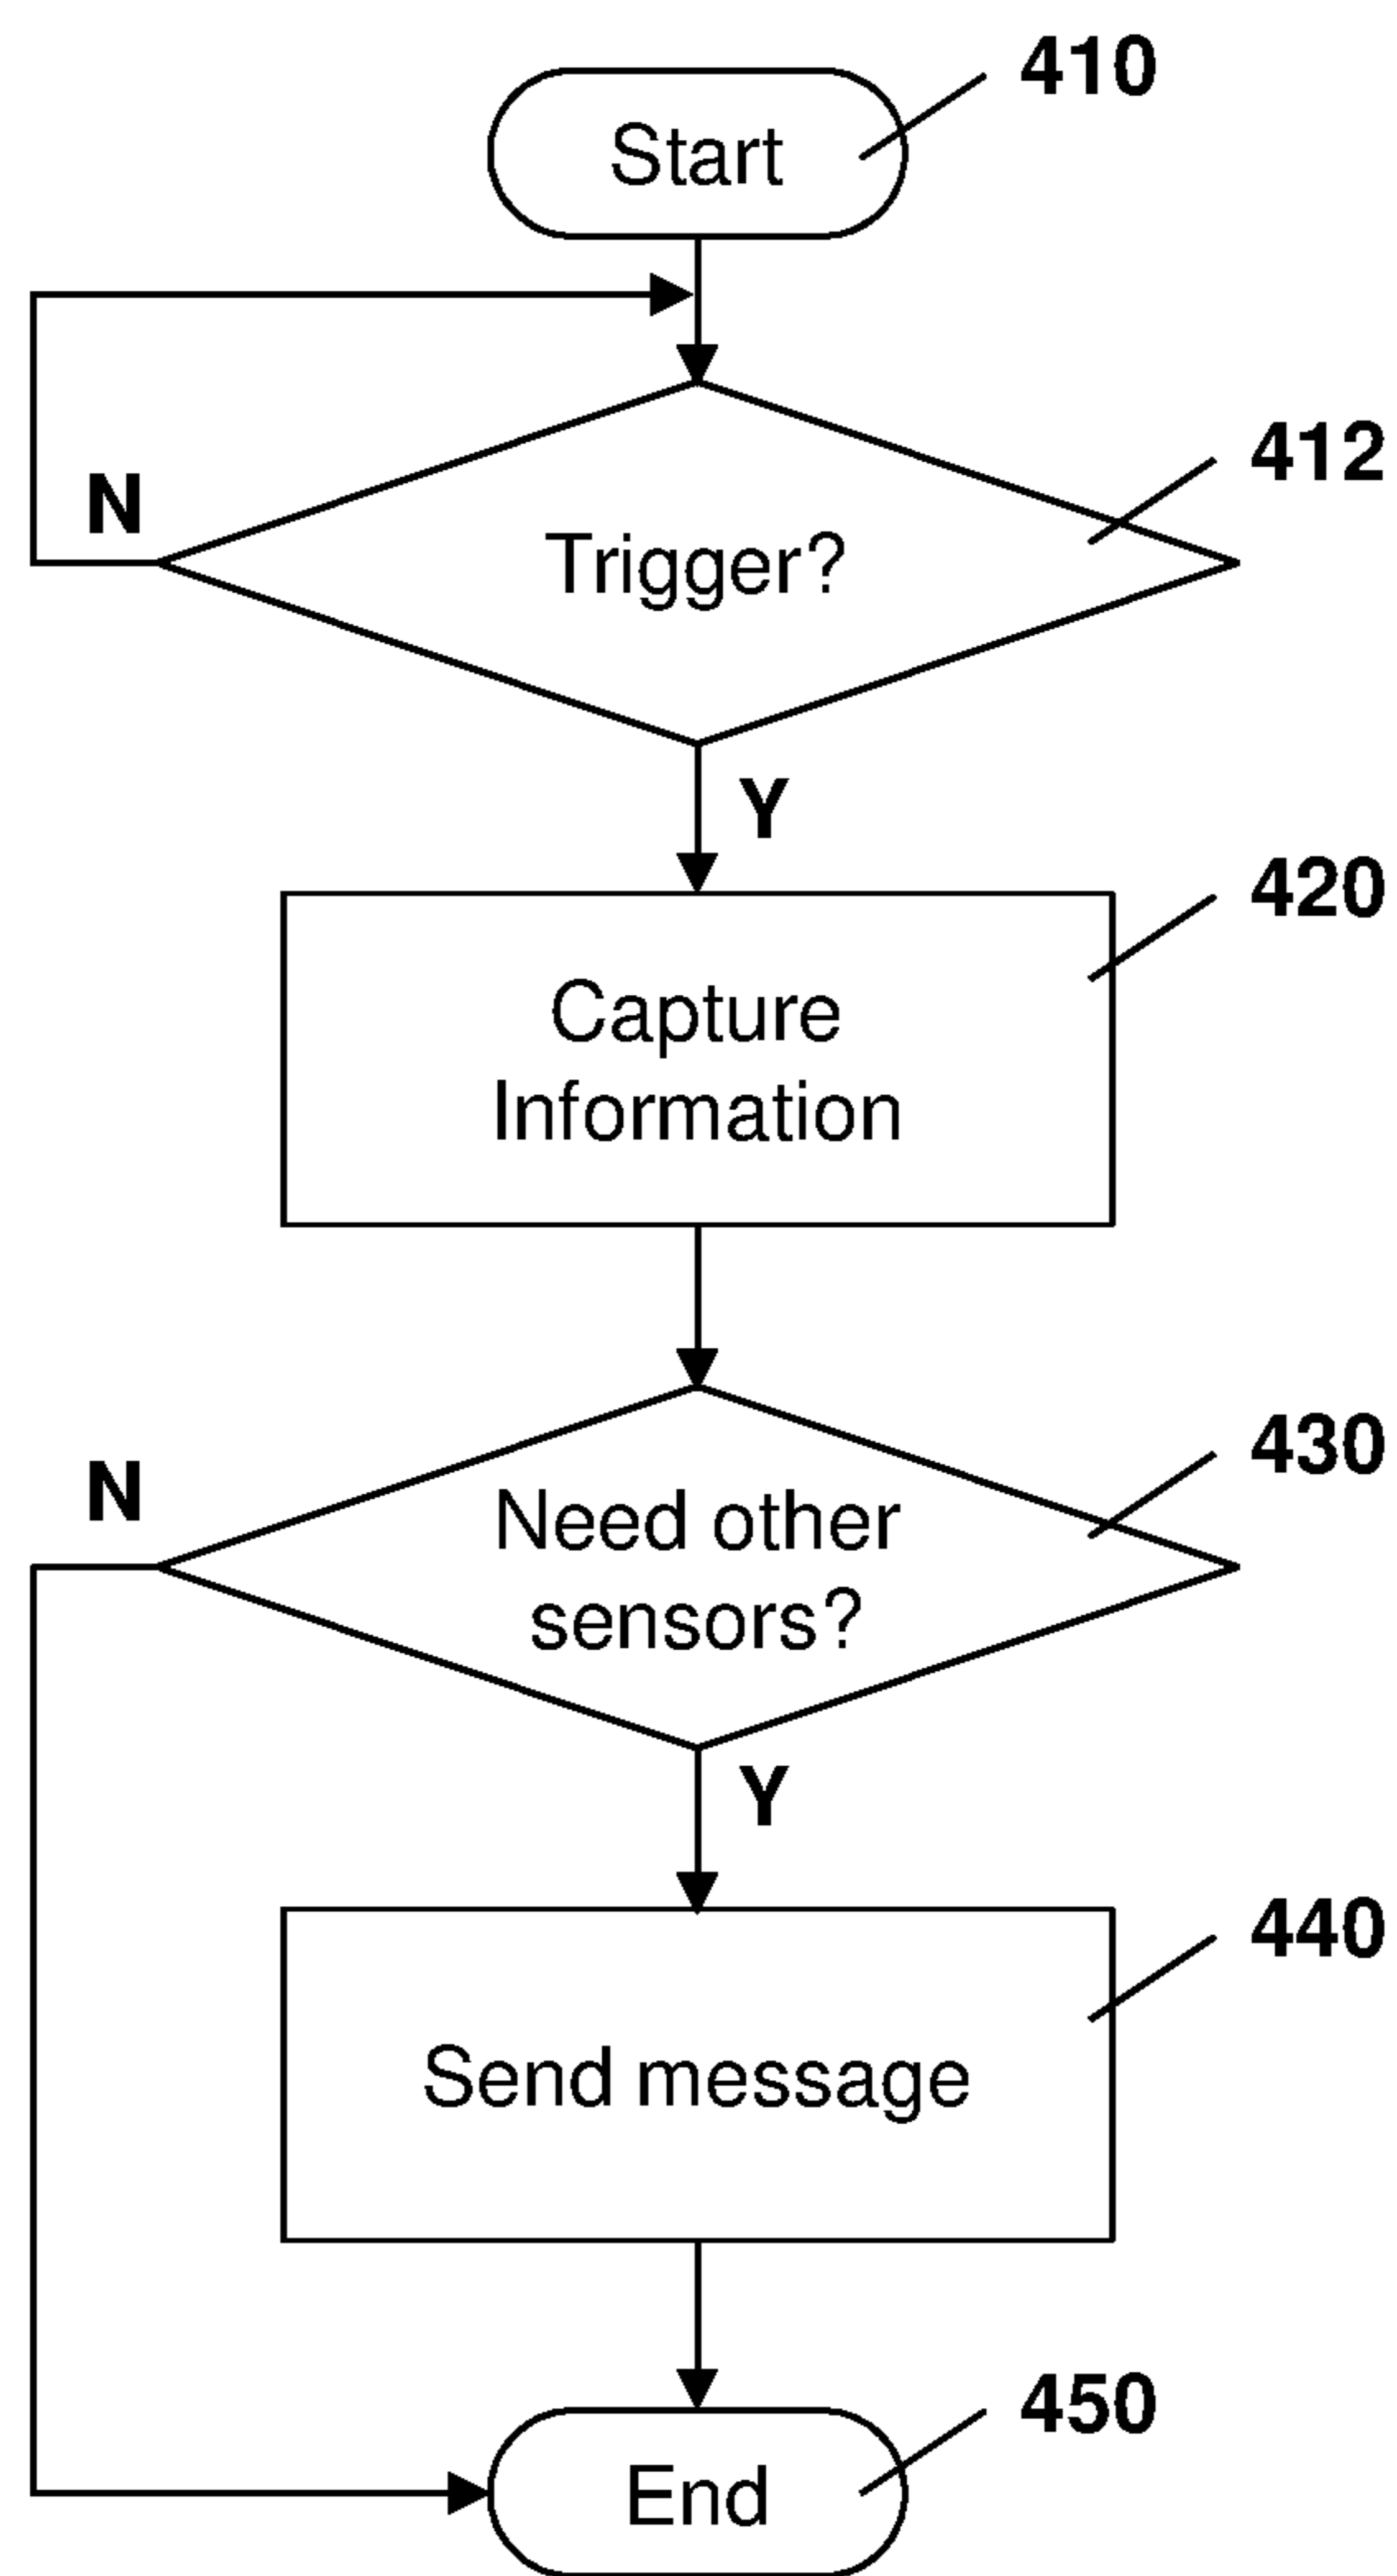 410
Start
412
N
Trigger?
Y
420
Capture
Information
430
N
Need other
sensors?
Y
440
Send message
450
End